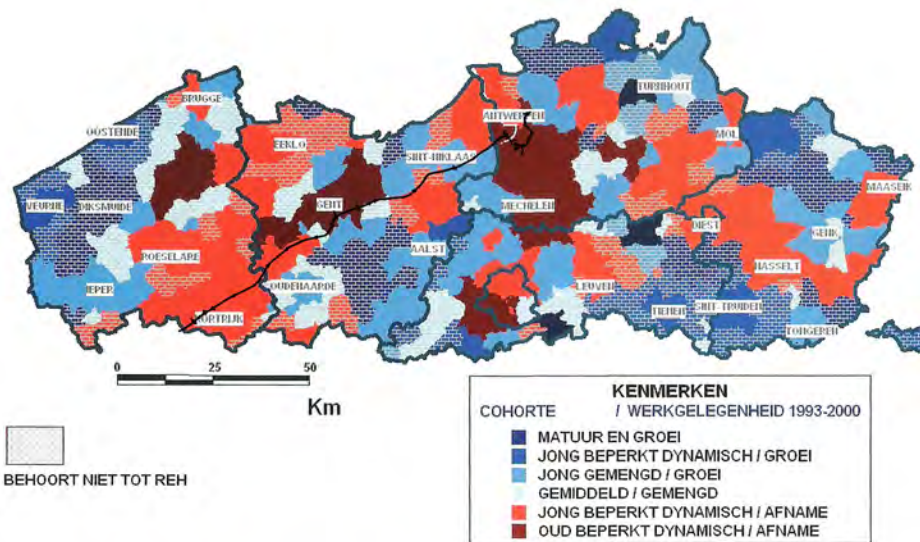 BRUGGE
OOSTENDE
VEURNE
DIKSMUIDE
ROESELARE
IEPER
KORTRIJK
EEKLO
GENT
SINT-NIKLAAS
OUDENAARDE
AALST
ANTWERPEN
MECHELEN
TURNHOUT
MOL
LEUVEN
DIEST
TIENEN
SINT-TRUIDEN
HASSELT
GENK
MAASEIK
TONGEREN
0 25 50
Km
BEHOORT NIET TOT REH
KENMERKEN
COHORTE / WERKGELEGENHEID 1993-2000
MATUUR EN GROEI
JONG BEPERKT DYNAMISCH / GROEI
JONG GEMENGD / GROEI
GEMIDDELD / GEMENGD
JONG BEPERKT DYNAMISCH / AFNAME
OUD BEPERKT DYNAMISCH / AFNAME